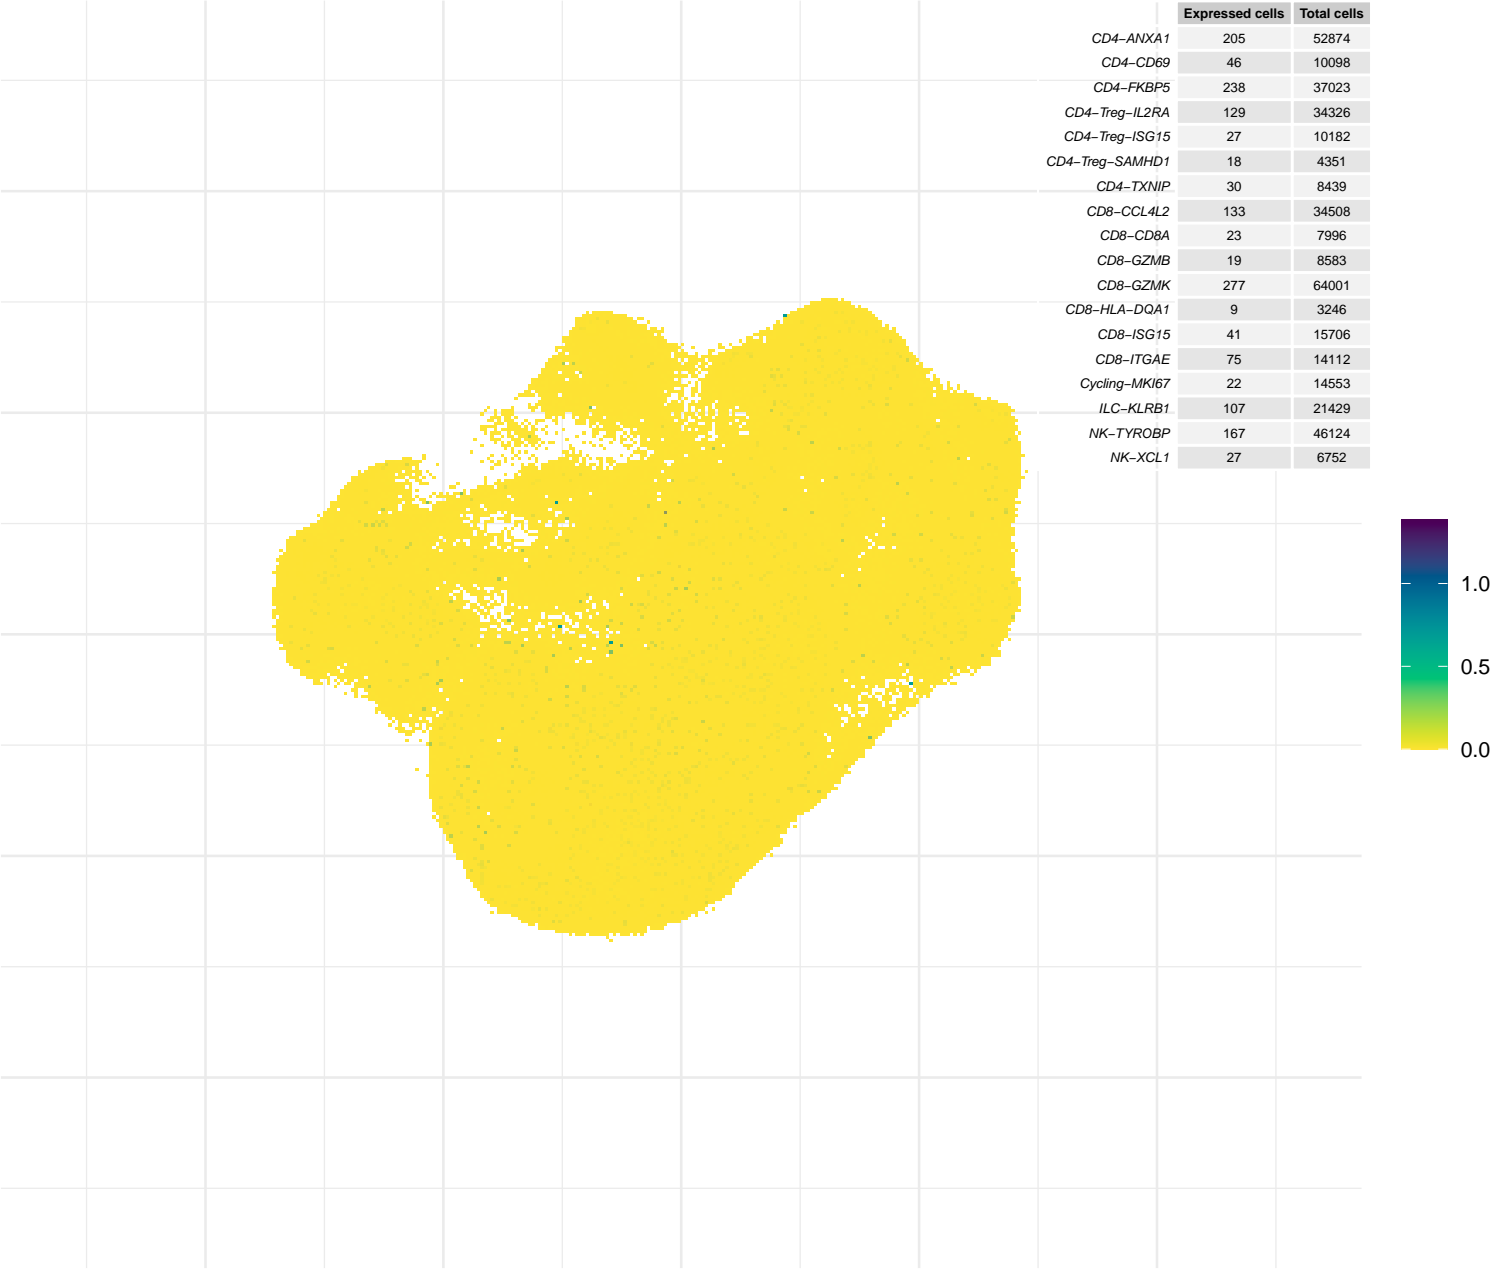 Expressed cells Total cells
CD4−ANXA1 205 52874
CD4−CD69 46 10098
CD4−FKBP5 238 37023
CD4−Treg−IL2RA 129 34326
CD4−Treg−ISG15 27 10182
CD4−Treg−SAMHD1 18 4351
CD4−TXNIP 30 8439
CD8−CCL4L2 133 34508
CD8−CD8A 23 7996
CD8−GZMB 19 8583
CD8−GZMK 277 64001
CD8−HLA−DQA1 9 3246
CD8−ISG15 41 15706
CD8−ITGAE 75 14112
Cycling−MKI67 22 14553
ILC−KLRB1 107 21429
NK−TYROBP 167 46124
NK−XCL1 27 6752
1.0
0.5
0.0